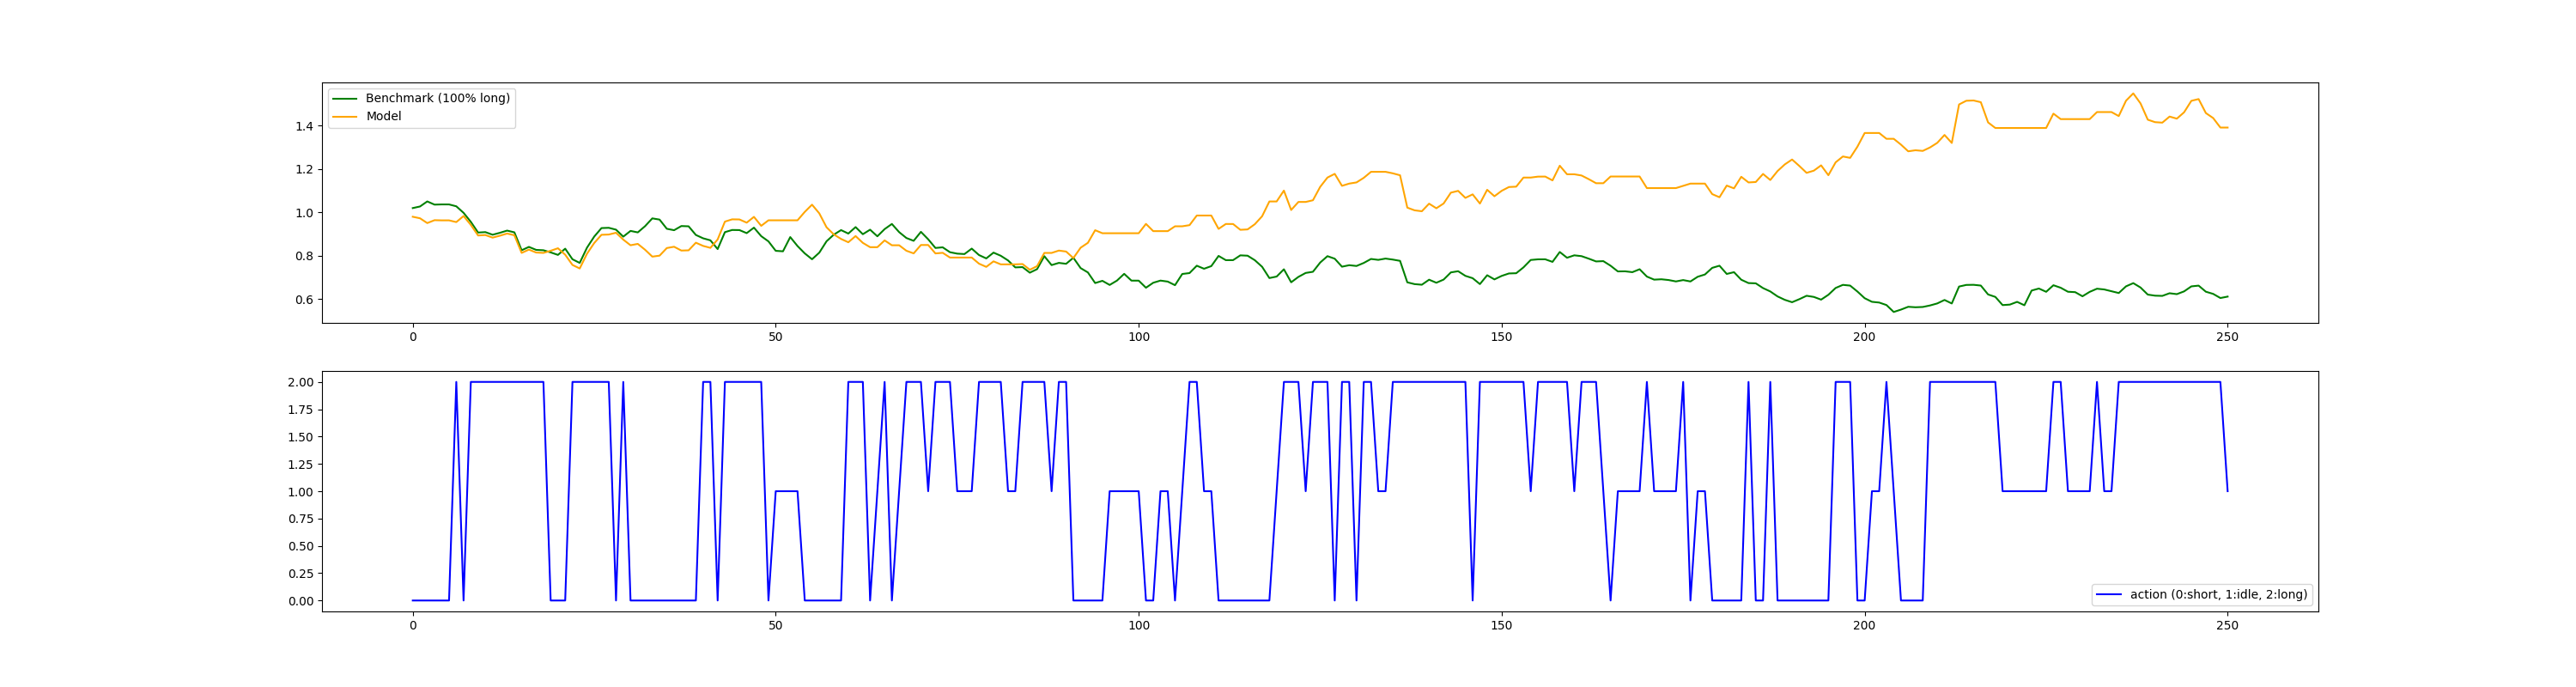 Benchmark (100% long)
Model
1.4
1.2
1.0
0.8
0.6
0 50 100 150 200 250
2.00
1.75
1.50
1.25
1.00
0.75
0.50
0.25
0.00
action (0:short, 1:idle, 2:long)
0 50 100 150 200 250